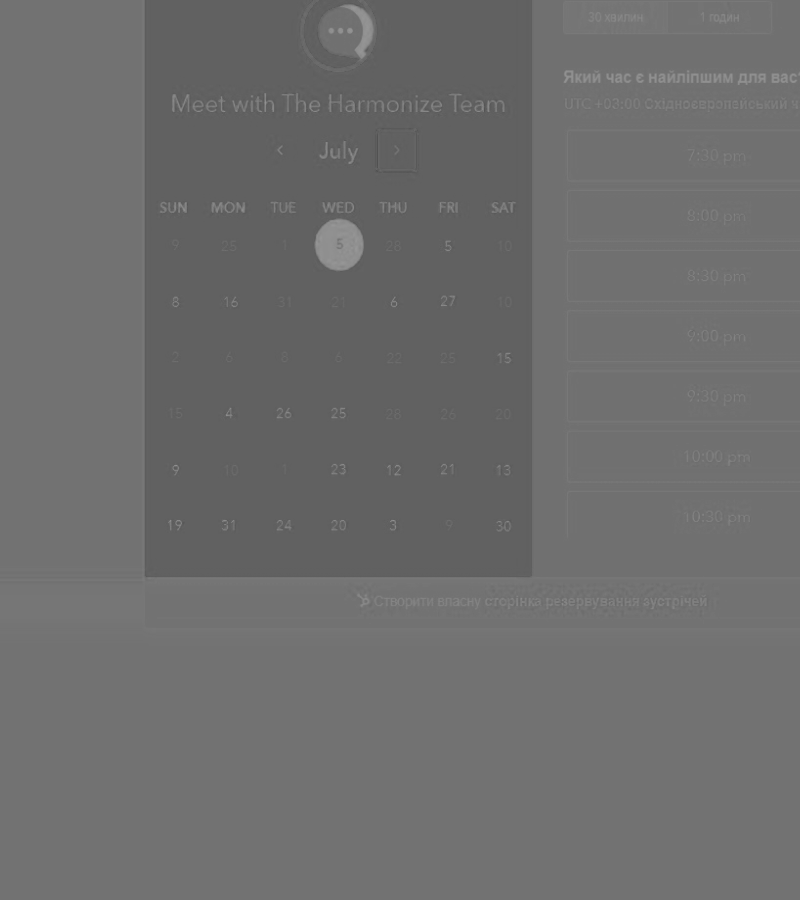 30 хвилин 1 годин
Meet with The Harmonize Team
July
SUN MON TUE WED THU FRI SAT
9 25 1 5 28 5 10
8 16 31 21 6 27 10
2 6 8 6 22 25 15
15 4 26 25 28 26 20
9 10 1 23 12 21 13
19 31 24 20 3 9 30
Який час є найліпшим для вас
UTC +03:00 Східноєвропейський ч
7:30 pm
8:00 pm
8:30 pm
9:00 pm
9:30 pm
10:00 pm
10:30 pm
Створити власну сторінка резервування зустрічей